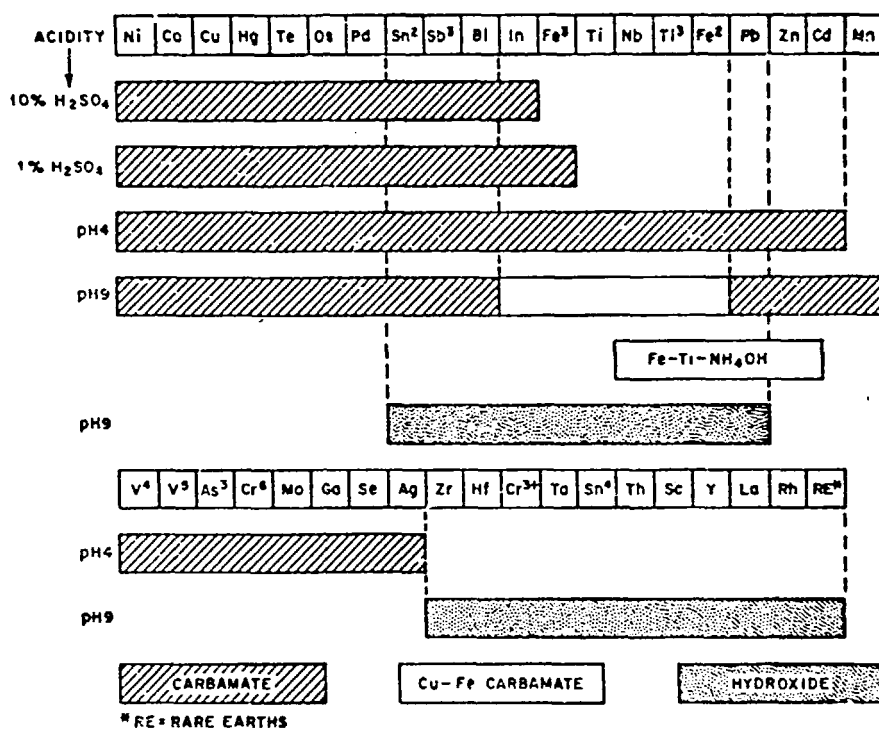 ACIDITY Ni Co Cu Hg Te Os Pd Sn² Sb³ Bi In Fe³ Ti Nb Tl³ Fe² Pb Zn Cd Mn
10% H₂SO₄
1% H₂SO₄
pH4
pH9
Fe-Ti-NH₄OH
pH9
V⁴ V⁵ As³ Cr⁶ Mo Ga Se Ag Zr Hf Cr³⁺ Ta Sn⁴ Th Sc Y La Rh RE*
pH4
pH9
CARBAMATE Cu-Fe CARBAMATE HYDROXIDE
*RE=RARE EARTHS